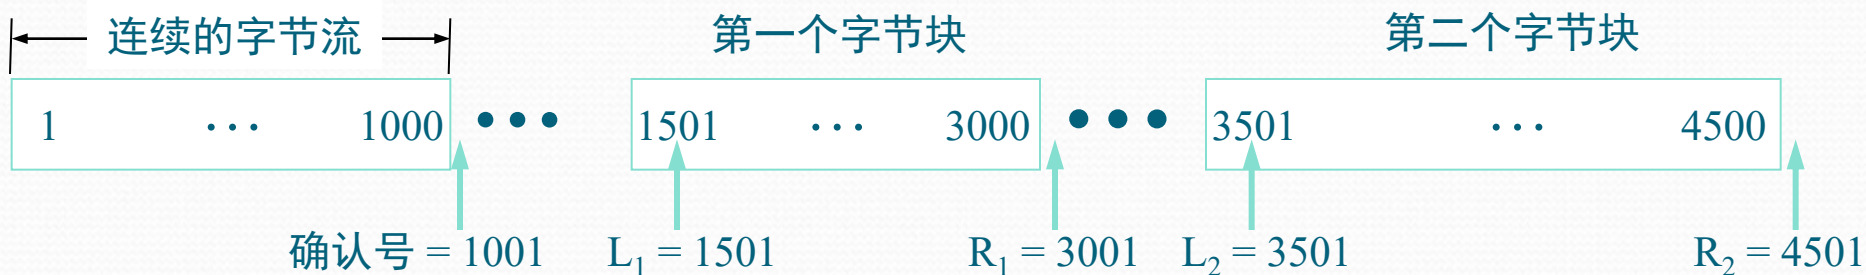 连续的字节流 第一个字节块 第二个字节块
1 ··· 1000 ••• 1501 ··· 3000 ••• 3501 ··· 4500
确认号 = 1001 L₁ = 1501 R₁ = 3001 L₂ = 3501 R₂ = 4501